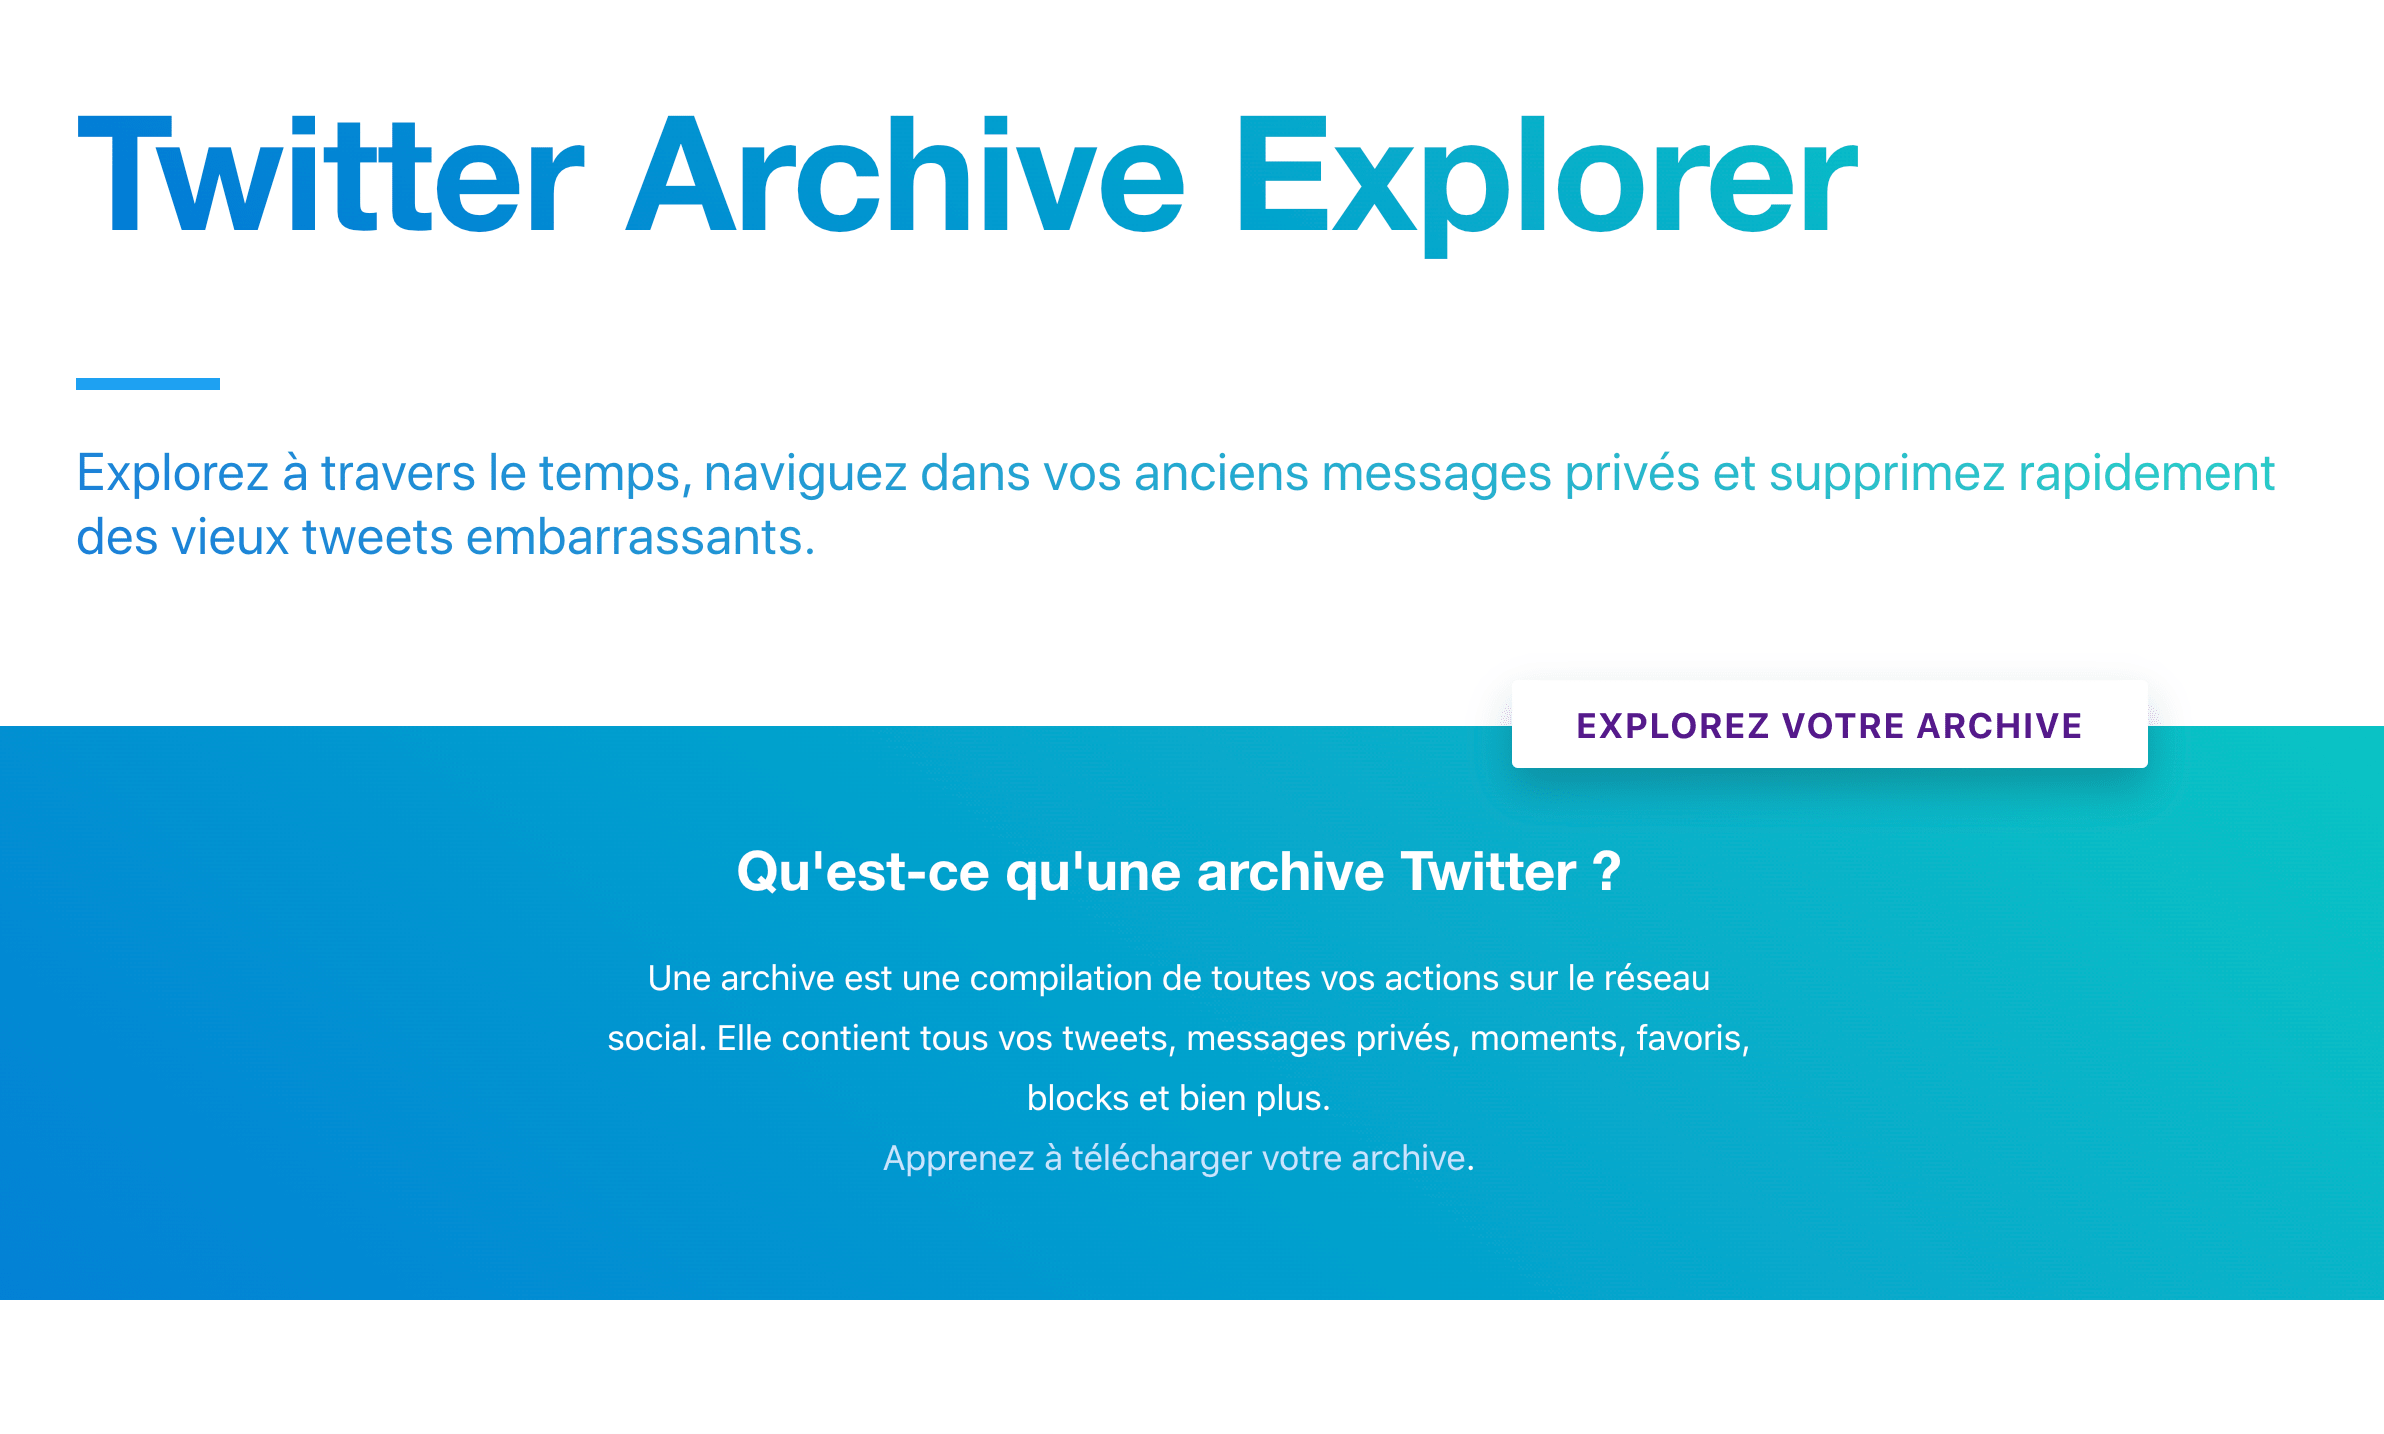 Twitter Archive Explorer
Explorez à travers le temps, naviguez dans vos anciens messages privés et supprimez rapidement
des vieux tweets embarrassants.
EXPLOREZ VOTRE ARCHIVE
Qu'est-ce qu'une archive Twitter ?
Une archive est une compilation de toutes vos actions sur le réseau
social. Elle contient tous vos tweets, messages privés, moments, favoris,
blocks et bien plus.
Apprenez à télécharger votre archive.